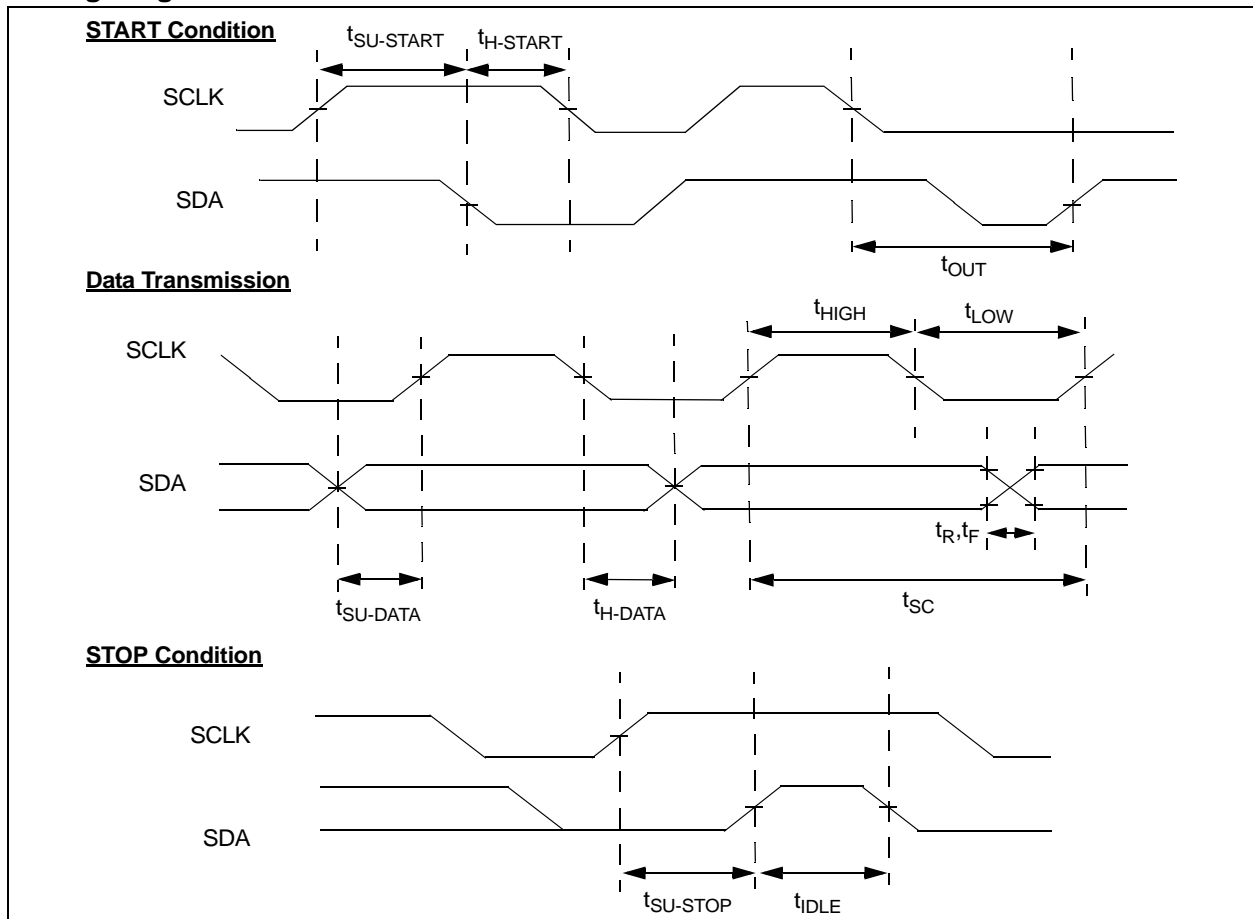 START Condition
tSU-START
tH-START
SCLK
SDA
tOUT
Data Transmission
tHIGH
tLOW
SCLK
SDA
tR,tF
tSU-DATA
tH-DATA
tSC
STOP Condition
SCLK
SDA
tSU-STOP
tIDLE